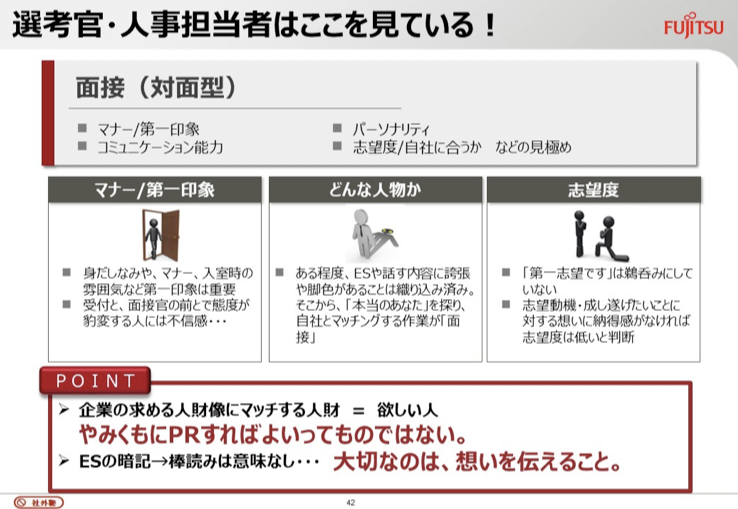 選考官・人事担当者はここを見ている！
FUJITSU
面接（対面型）
■ マナー/第一印象
■ コミュニケーション能力
■ パーソナリティ
■ 志望度/自社に合うか　などの見極め
マナー/第一印象
■ 身だしなみや、マナー、入室時の
雰囲気など第一印象は重要
■ 受付と、面接官の前とで態度が
豹変する人には不信感・・・
どんな人物か
■ ある程度、ESや話す内容に誇張
や脚色があることは織り込み済み。
そこから、「本当のあなた」を探り、
自社とマッチングする作業が「面
接」
志望度
■ 「第一志望です」は鵜呑みにして
いない
■ 志望動機・成し遂げたいことに
対する想いに納得感がなければ
志望度は低いと判断
POINT
➢ 企業の求める人財像にマッチする人財　＝　欲しい人
やみくもにPRすればよいってものではない。
➢ ESの暗記→棒読みは意味なし・・・　大切なのは、想いを伝えること。
42